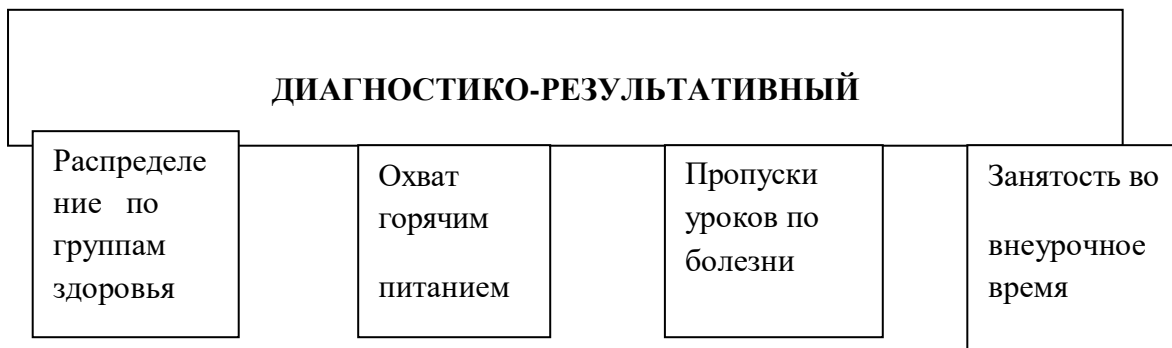 ДИАГНОСТИКО-РЕЗУЛЬТАТИВНЫЙ
Распределе
ние по
группам
здоровья
Охват
горячим
питанием
Пропуски
уроков по
болезни
Занятость во
внеурочное
время